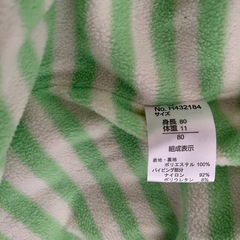 No. H432184
サイズ
身長 80
体重 11
80
組成表示
表地・裏地
ポリエステル 100%
パイピング部分
ナイロン 92%
ポリウレタン 8%